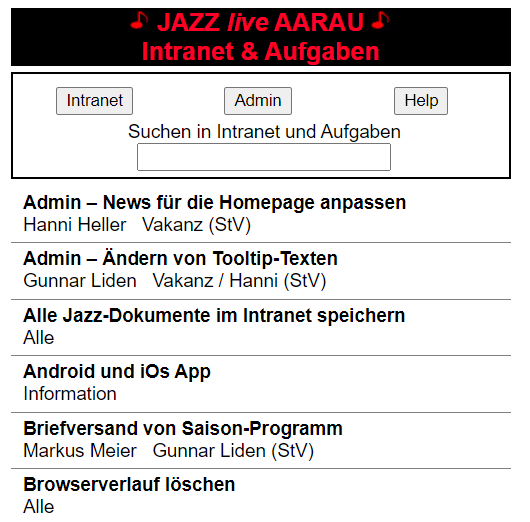 JAZZ live AARAU
Intranet & Aufgaben
Intranet Admin Help
Suchen in Intranet und Aufgaben
Admin – News für die Homepage anpassen
Hanni Heller Vakanz (StV)
Admin – Ändern von Tooltip-Texten
Gunnar Liden Vakanz / Hanni (StV)
Alle Jazz-Dokumente im Intranet speichern
Alle
Android und iOs App
Information
Briefversand von Saison-Programm
Markus Meier Gunnar Liden (StV)
Browserverlauf löschen
Alle